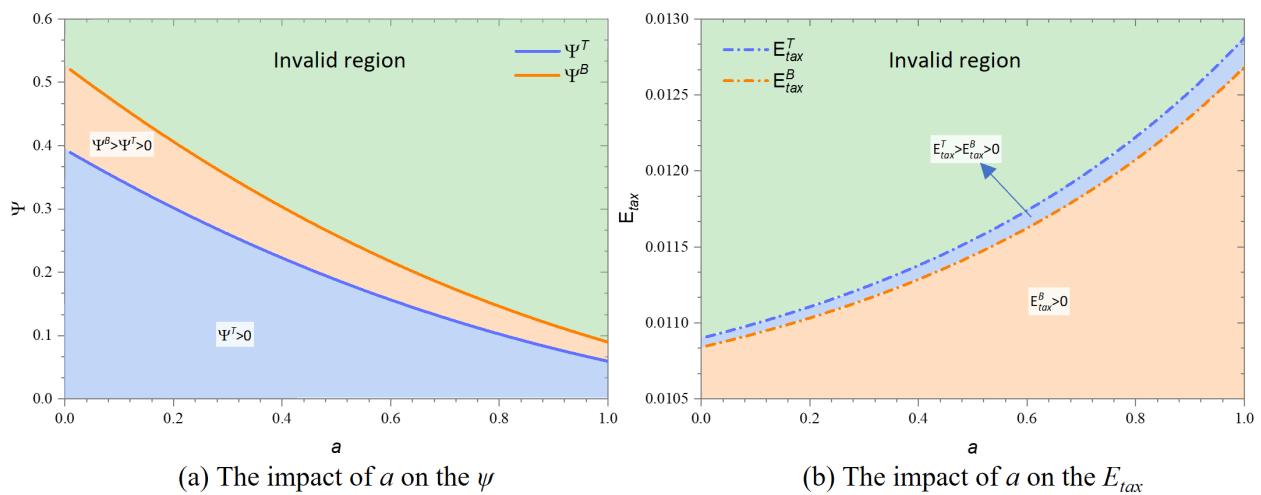 0.6
0.5
0.4
0.3
0.2
0.1
0.0
Ψ
Invalid region
Ψ^T
Ψ^B
Ψ^B>Ψ^T>0
Ψ^T>0
0.0 0.2 0.4 0.6 0.8 1.0
a
(a) The impact of a on the ψ
0.0130
0.0125
0.0120
0.0115
0.0110
0.0105
E_tax
E^T_tax
E^B_tax
Invalid region
E^T_tax>E^B_tax>0
E^B_tax>0
0.0 0.2 0.4 0.6 0.8 1.0
a
(b) The impact of a on the E_tax